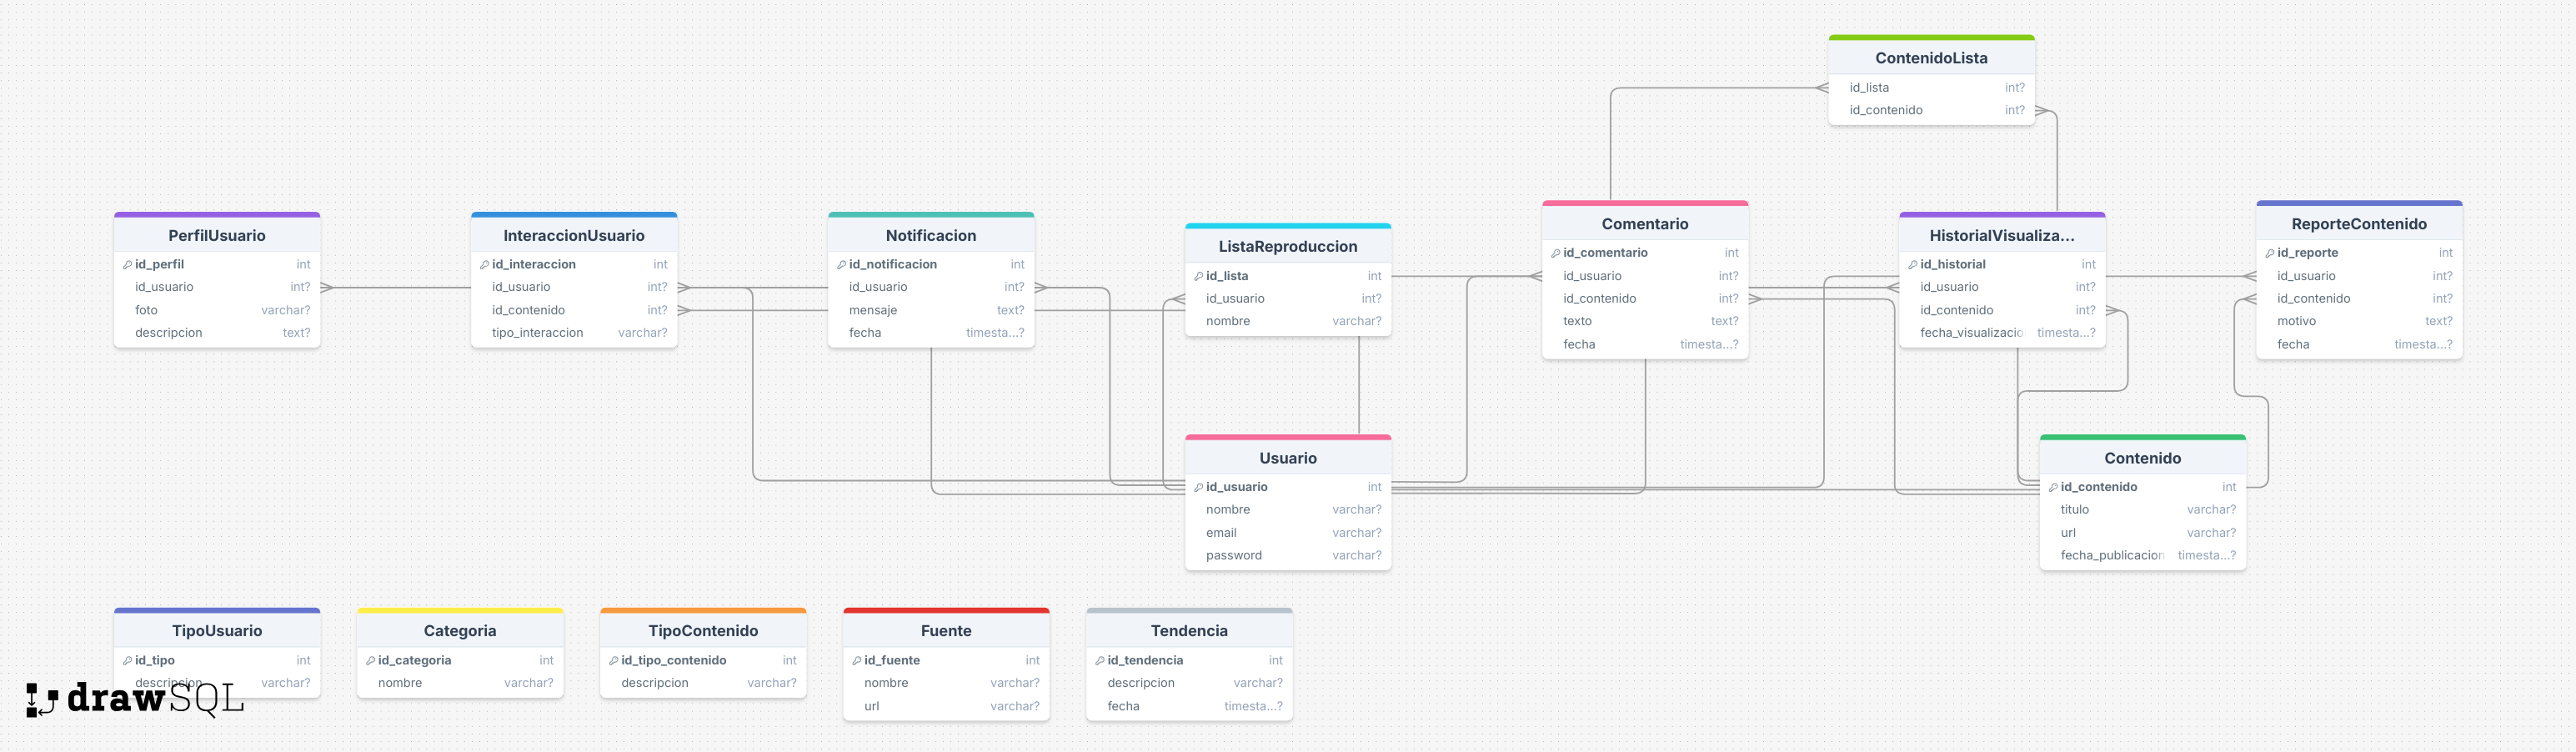 ContenidoLista
id_lista int?
id_contenido int?
PerfilUsuario
id_perfil int
id_usuario int?
foto varchar?
descripcion text?
InteraccionUsuario
id_interaccion int
id_usuario int?
id_contenido int?
tipo_interaccion varchar?
Notificacion
id_notificacion int
id_usuario int?
mensaje text?
fecha timesta...?
ListaReproduccion
id_lista int
id_usuario int?
nombre varchar?
Comentario
id_comentario int
id_usuario int?
id_contenido int?
texto text?
fecha timesta...?
HistorialVisualiza...
id_historial int
id_usuario int?
id_contenido int?
fecha_visualizacio timesta...?
ReporteContenido
id_reporte int
id_usuario int?
id_contenido int?
motivo text?
fecha timesta...?
Usuario
id_usuario int
nombre varchar?
email varchar?
password varchar?
Contenido
id_contenido int
titulo varchar?
url varchar?
fecha_publicacion timesta...?
TipoUsuario
id_tipo int
descripcion varchar?
Categoria
id_categoria int
nombre varchar?
TipoContenido
id_tipo_contenido int
descripcion varchar?
Fuente
id_fuente int
nombre varchar?
url varchar?
Tendencia
id_tendencia int
descripcion varchar?
fecha timesta...?
drawSQL